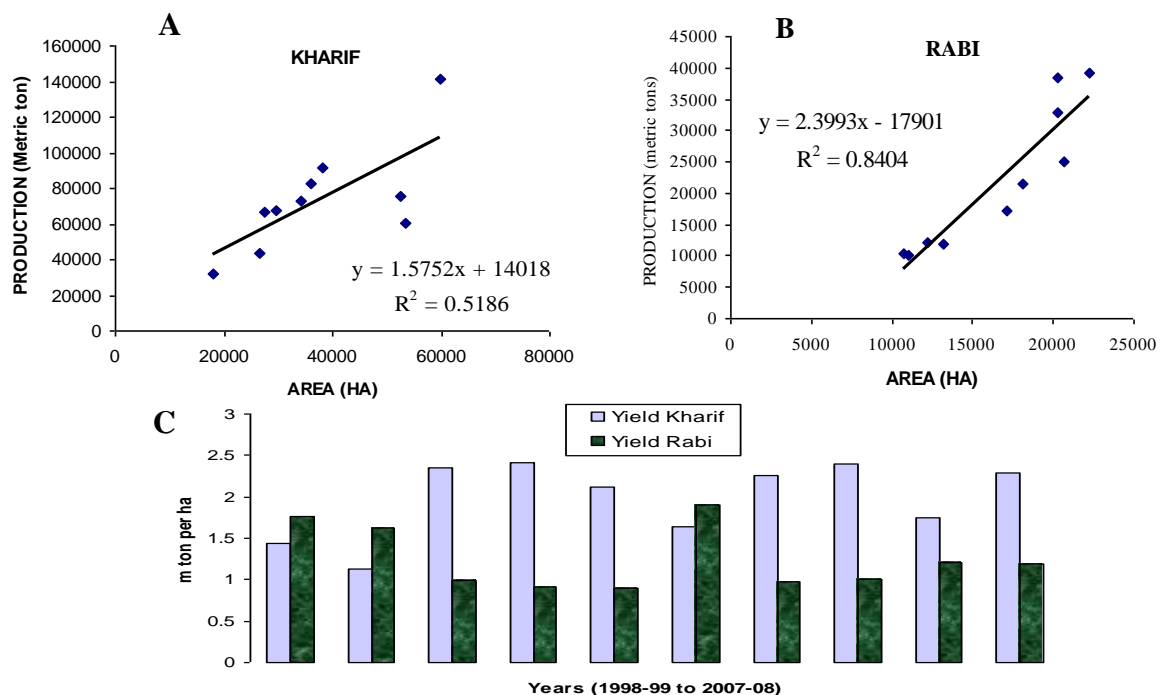 A
KHARIF
PRODUCTION (Metric ton)
160000
140000
120000
100000
80000
60000
40000
20000
0
y = 1.5752x + 14018
R² = 0.5186
0 20000 40000 60000 80000
AREA (HA)
B
RABI
PRODUCTION (metric tons)
45000
40000
35000
30000
25000
20000
15000
10000
5000
0
y = 2.3993x - 17901
R² = 0.8404
0 5000 10000 15000 20000 25000
AREA (HA)
C
Yield Kharif
Yield Rabi
m ton per ha
3
2.5
2
1.5
1
0.5
0
Years (1998-99 to 2007-08)